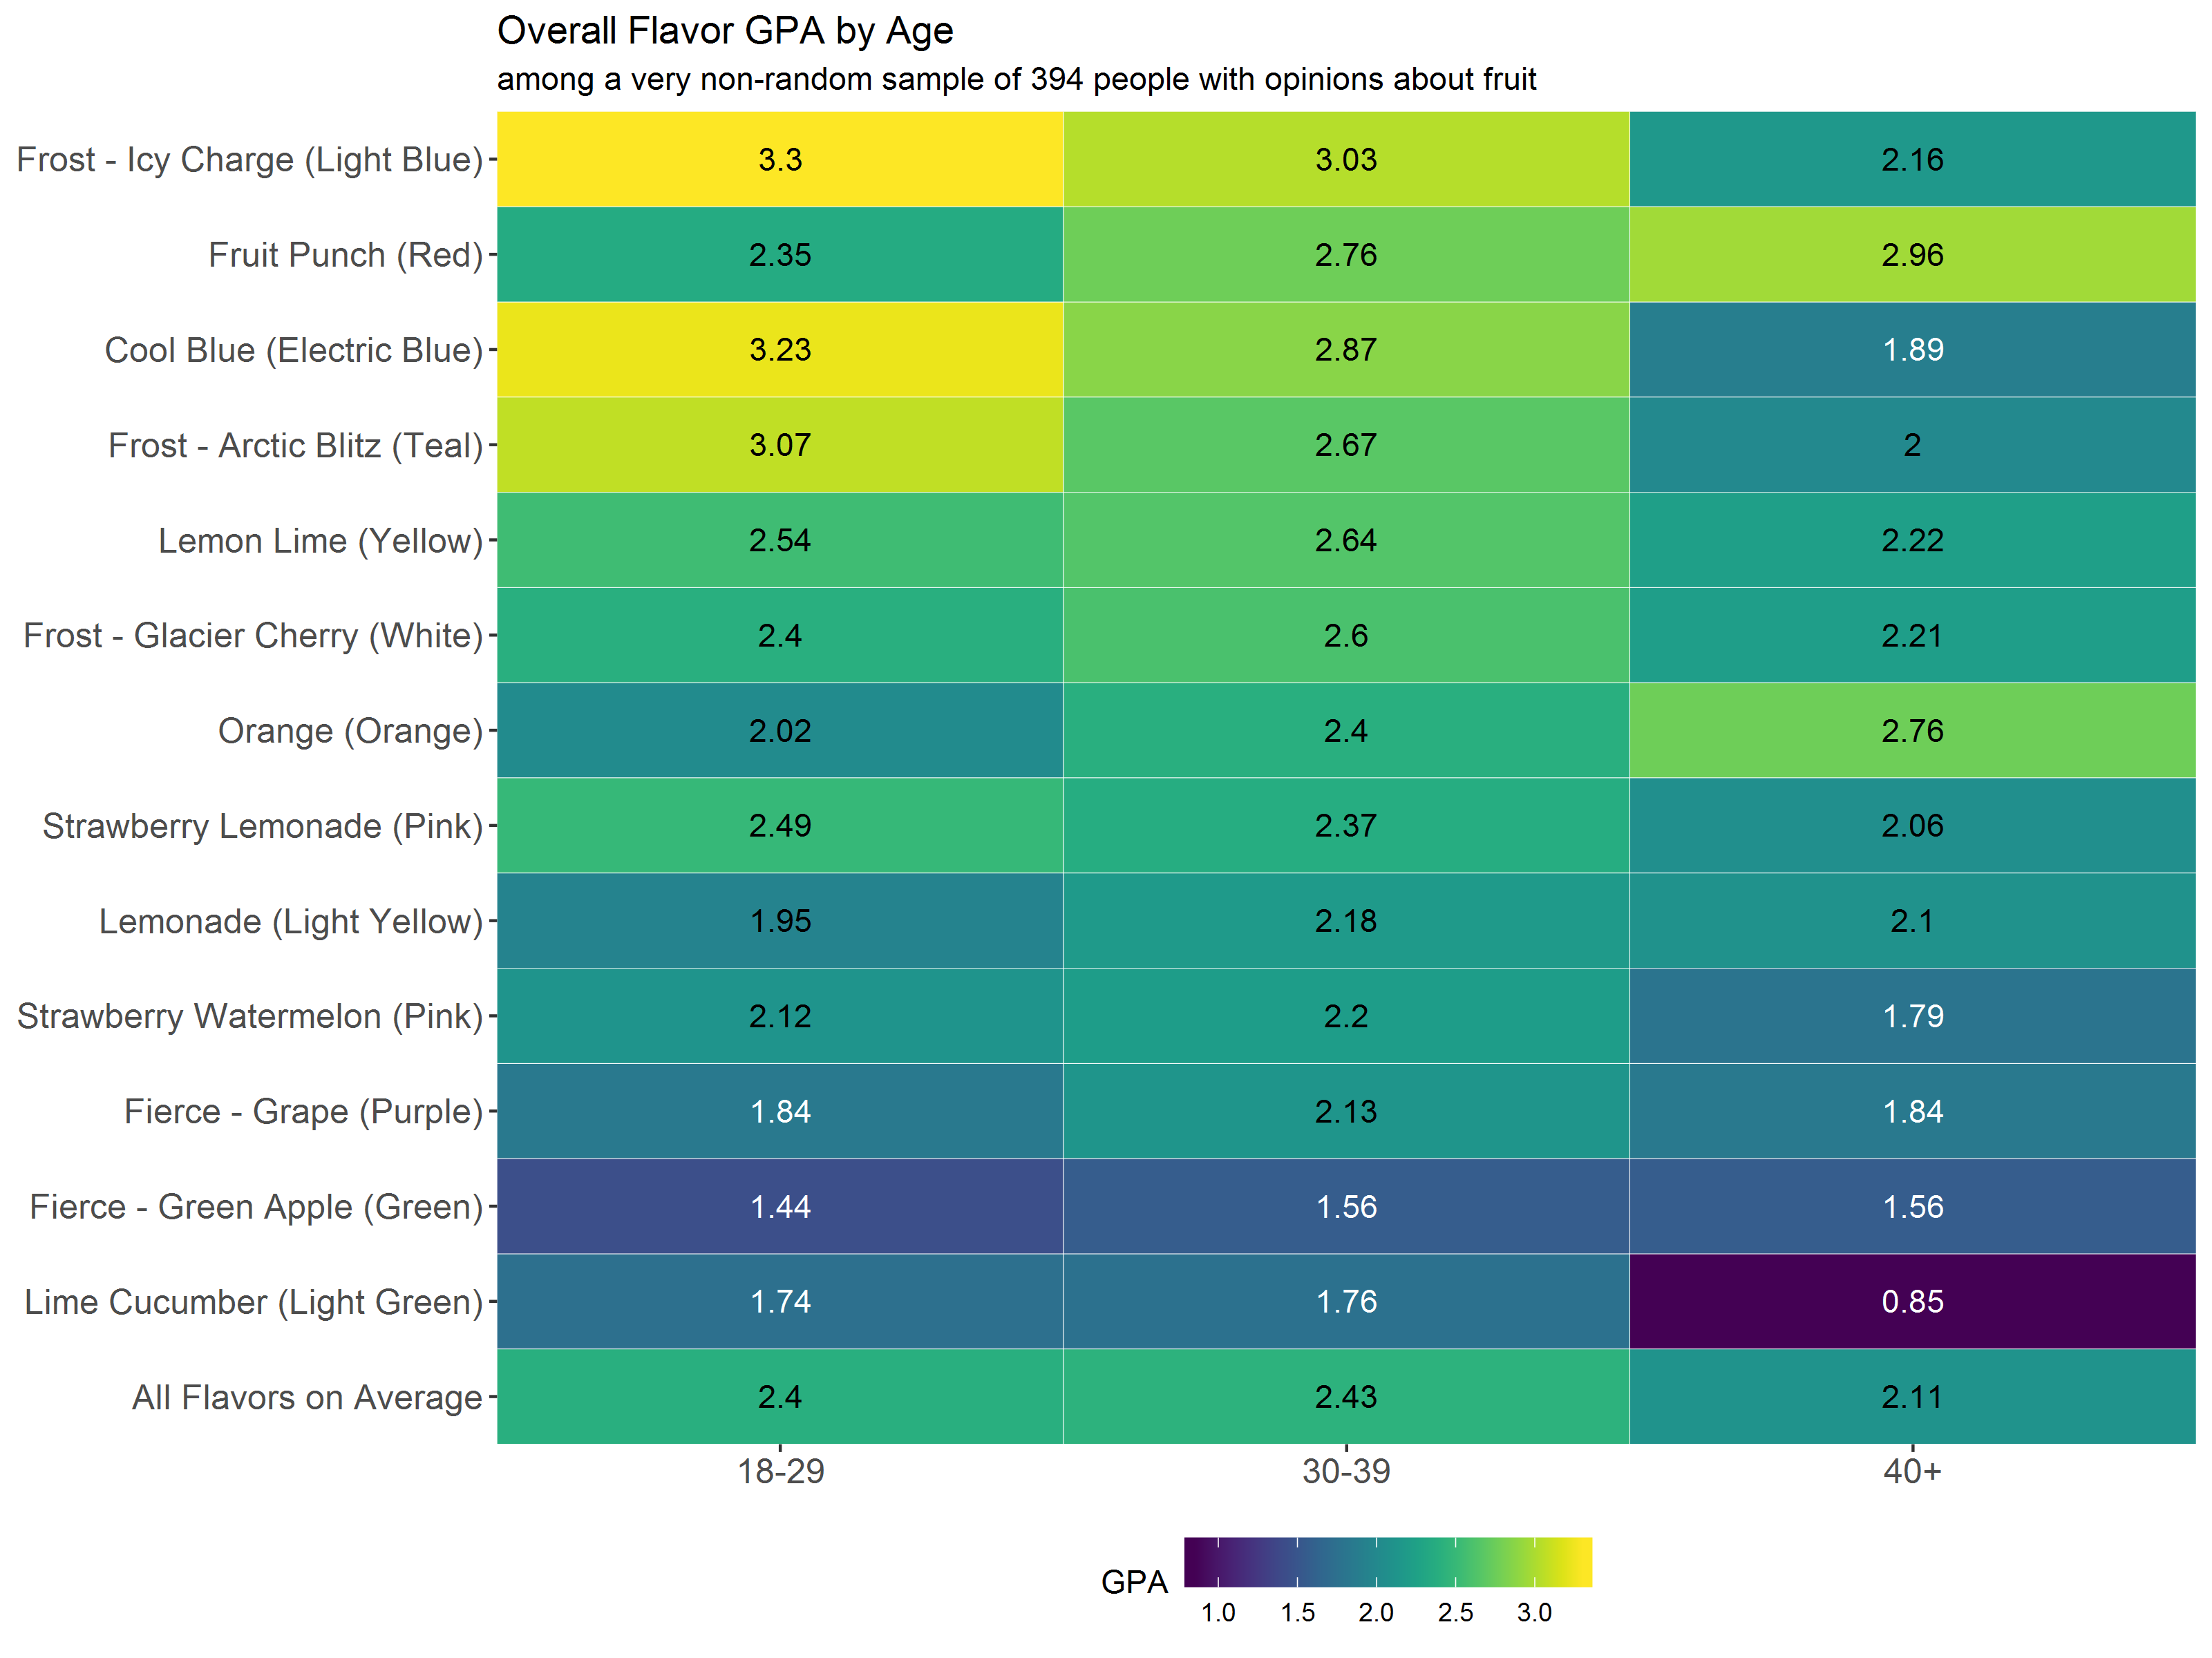 Overall Flavor GPA by Age
among a very non-random sample of 394 people with opinions about fruit
Frost - Icy Charge (Light Blue) 3.3 3.03 2.16
Fruit Punch (Red) 2.35 2.76 2.96
Cool Blue (Electric Blue) 3.23 2.87 1.89
Frost - Arctic Blitz (Teal) 3.07 2.67 2
Lemon Lime (Yellow) 2.54 2.64 2.22
Frost - Glacier Cherry (White) 2.4 2.6 2.21
Orange (Orange) 2.02 2.4 2.76
Strawberry Lemonade (Pink) 2.49 2.37 2.06
Lemonade (Light Yellow) 1.95 2.18 2.1
Strawberry Watermelon (Pink) 2.12 2.2 1.79
Fierce - Grape (Purple) 1.84 2.13 1.84
Fierce - Green Apple (Green) 1.44 1.56 1.56
Lime Cucumber (Light Green) 1.74 1.76 0.85
All Flavors on Average 2.4 2.43 2.11
18-29 30-39 40+
GPA
1.0 1.5 2.0 2.5 3.0